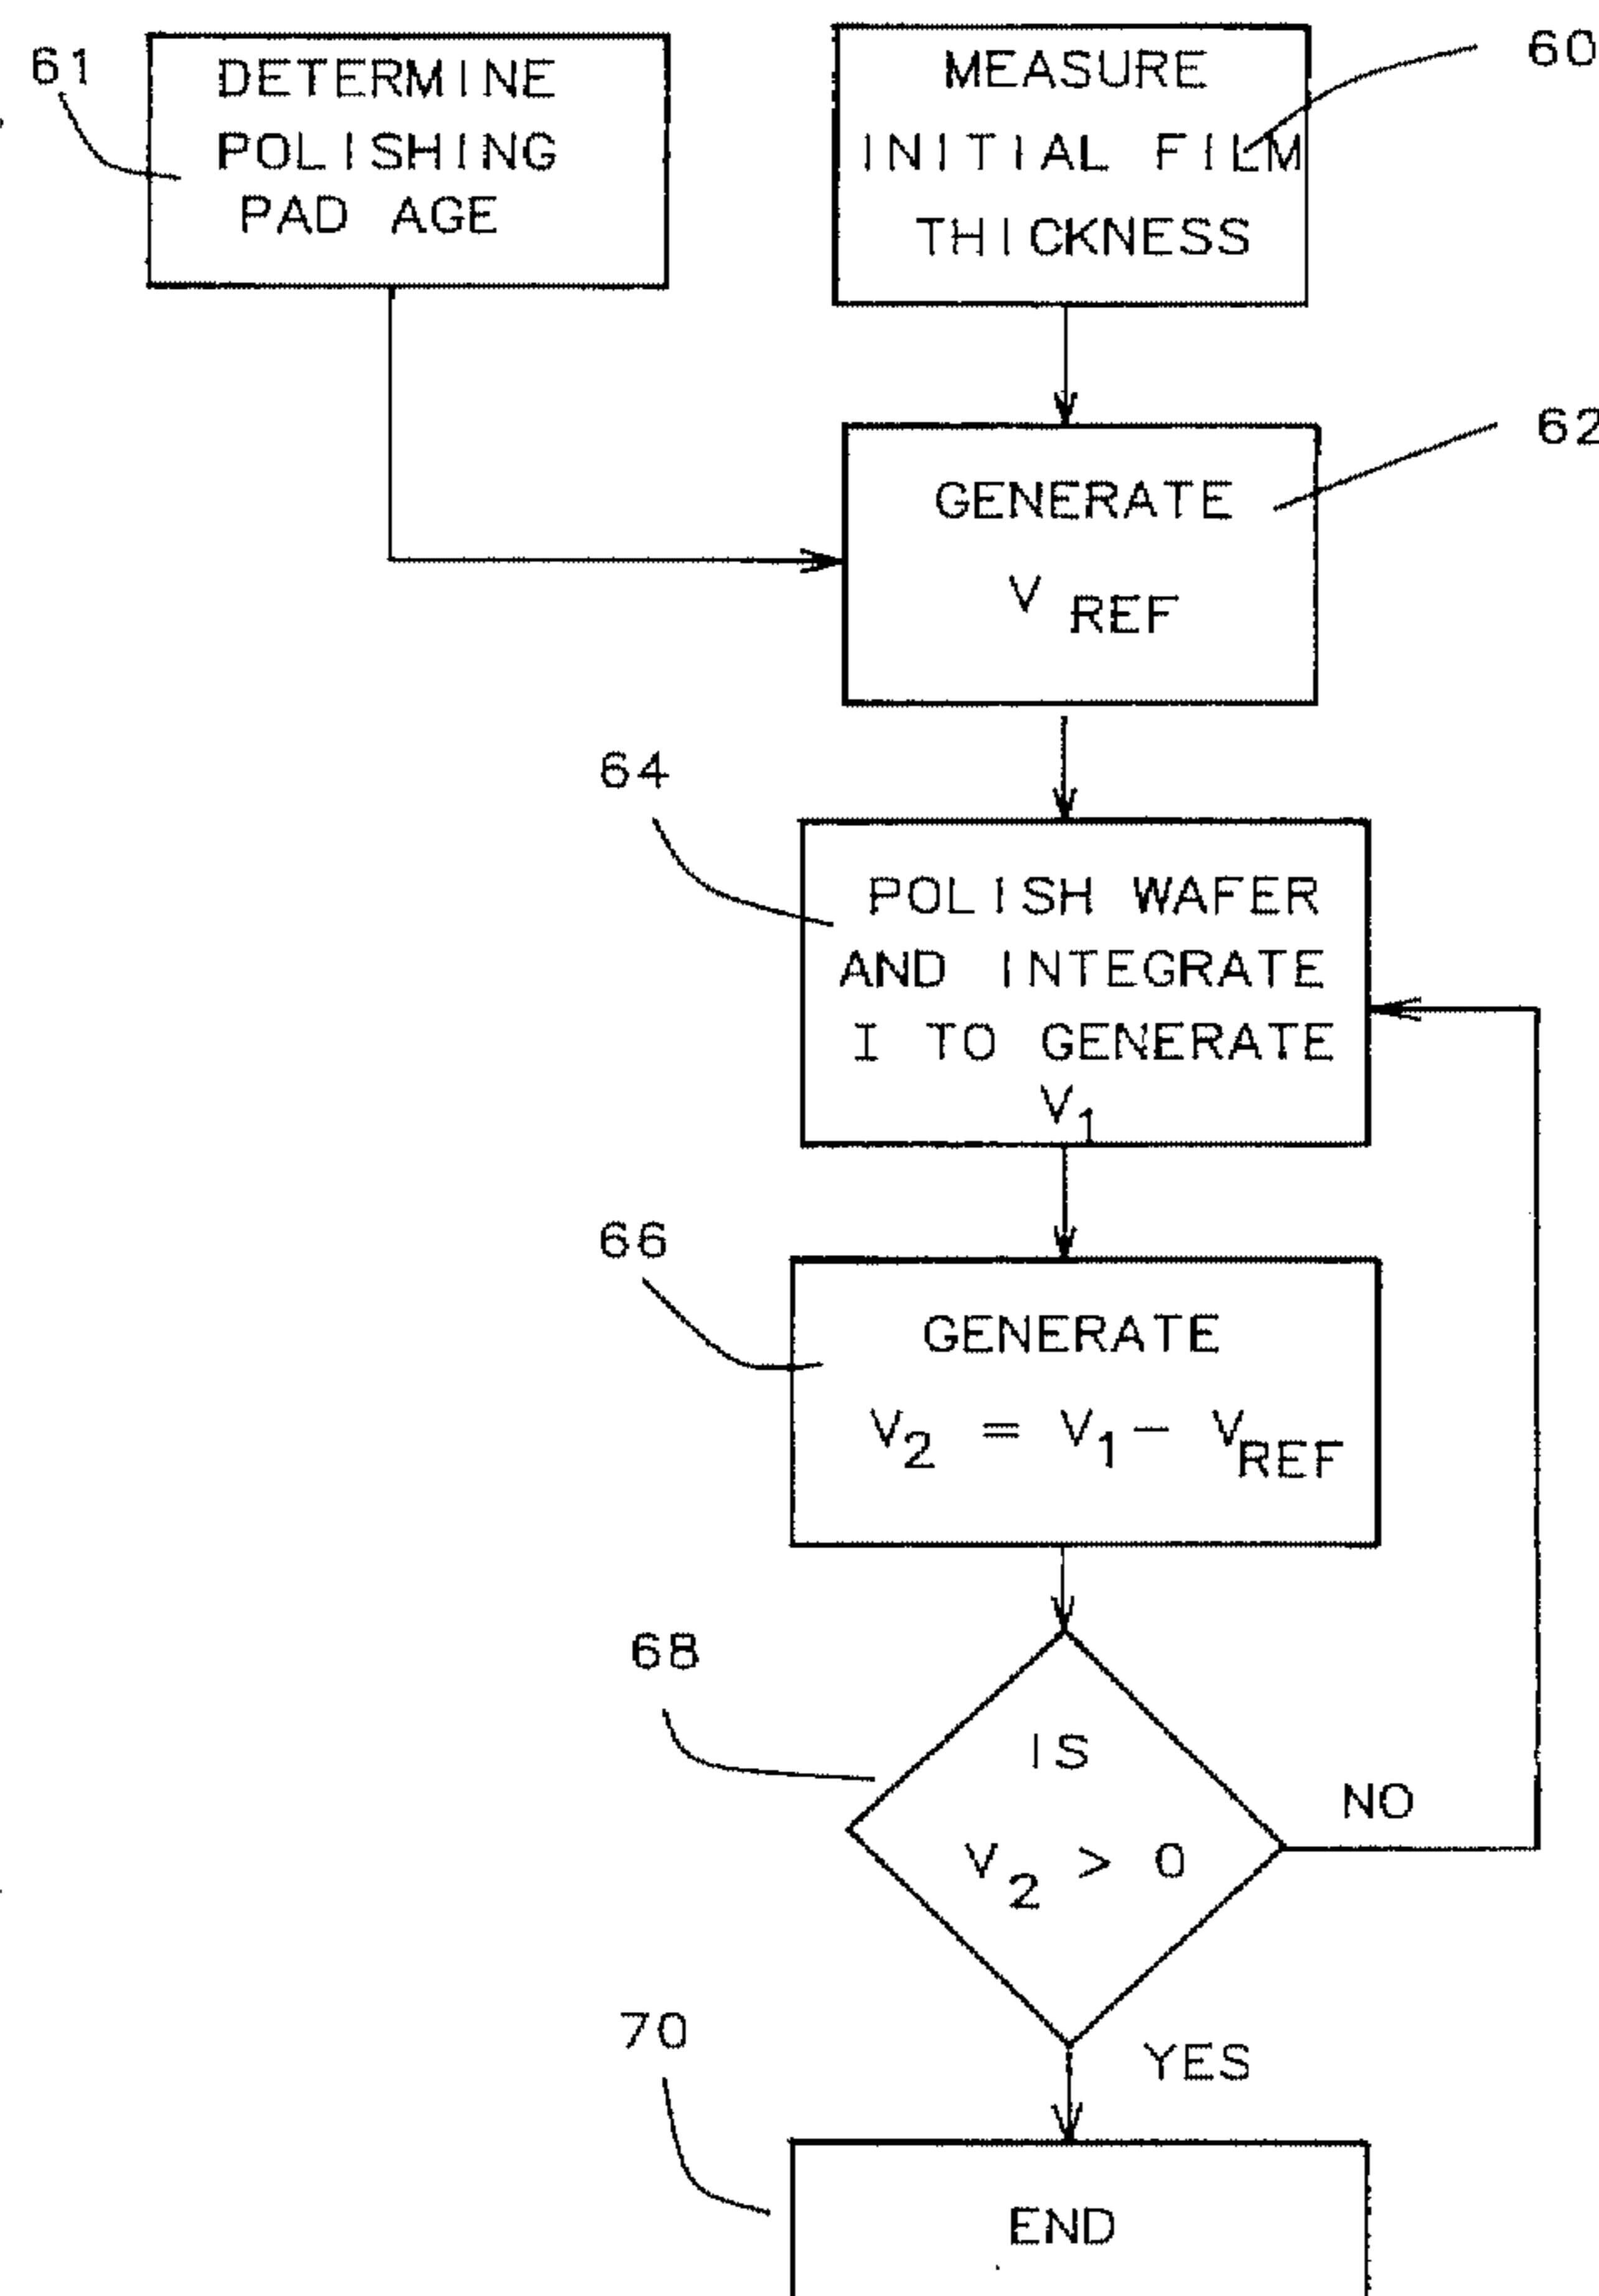 61
DETERMINE
POLISHING
PAD AGE
MEASURE
INITIAL FILM
THICKNESS
60
GENERATE
V REF
62
64
POLISH WAFER
AND INTEGRATE
I TO GENERATE
V1
66
GENERATE
V2 = V1 - VREF
68
IS
V2 > 0
NO
YES
70
END